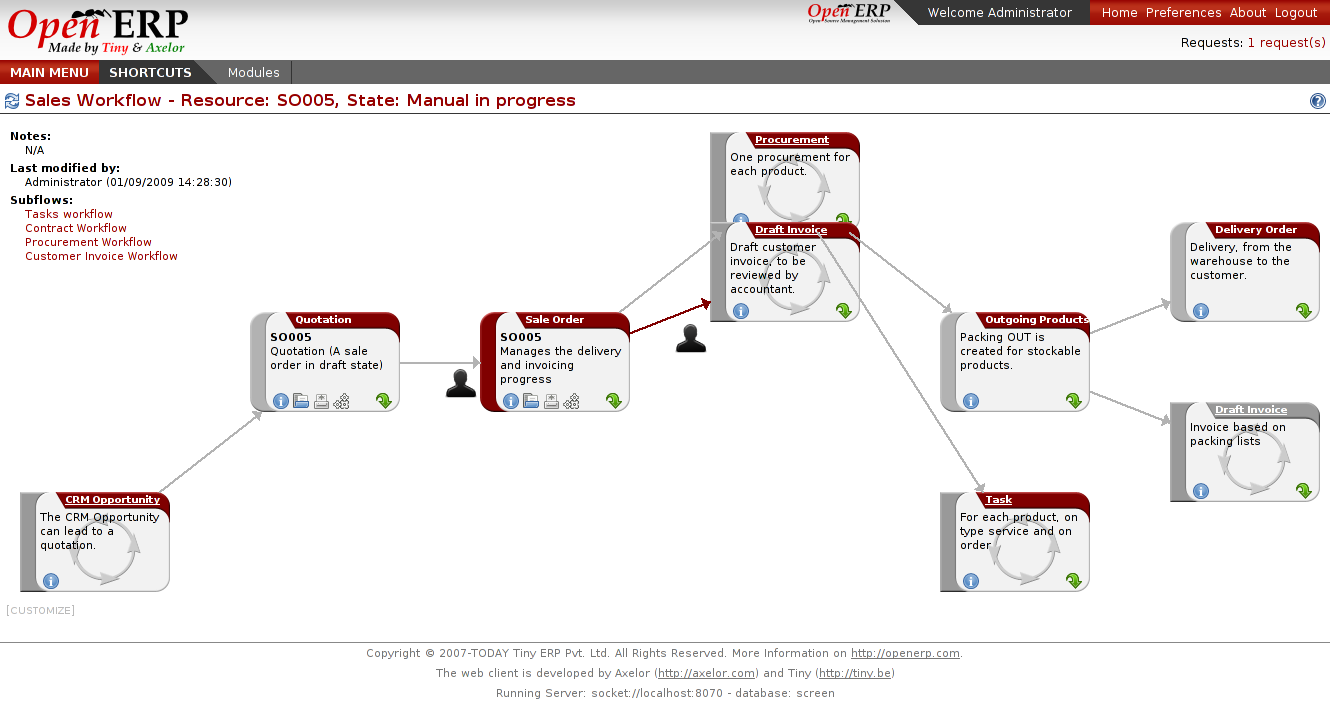 Open ERP
Made by Tiny & Axelor
Open ERP
Open Source Management Solution
Welcome Administrator
Home Preferences About Logout
Requests: 1 request(s)
MAIN MENU SHORTCUTS Modules
Sales Workflow - Resource: SO005, State: Manual in progress
?
Notes:
N/A
Last modified by:
Administrator (01/09/2009 14:28:30)
Subflows:
Tasks workflow
Contract Workflow
Procurement Workflow
Customer Invoice Workflow
Procurement
One procurement for
each product.
Draft Invoice
Draft customer
invoice, to be
reviewed by
accountant.
Delivery Order
Delivery, from the
warehouse to the
customer.
Quotation
SO005
Quotation (A sale
order in draft state)
Sale Order
SO005
Manages the delivery
and invoicing
progress
Outgoing Products
Packing OUT is
created for stockable
products.
Draft Invoice
Invoice based on
packing lists
CRM Opportunity
The CRM Opportunity
can lead to a
quotation.
Task
For each product, on
type service and on
order
[CUSTOMIZE]
Copyright © 2007-TODAY Tiny ERP Pvt. Ltd. All Rights Reserved. More Information on http://openerp.com.
The web client is developed by Axelor (http://axelor.com) and Tiny (http://tiny.be)
Running Server: socket://localhost:8070 - database: screen